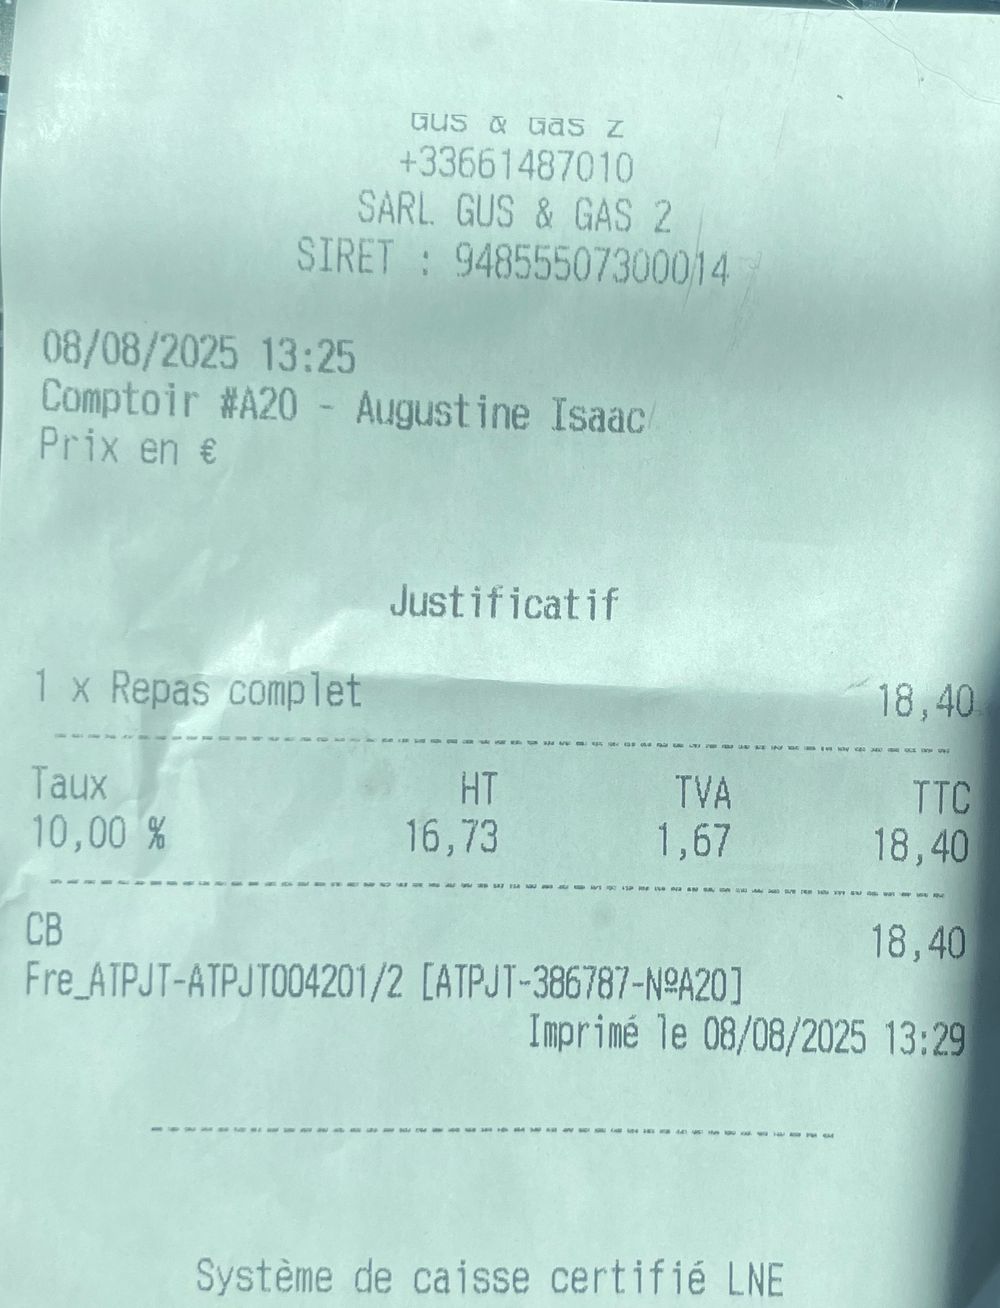 Gus & Gas 2
+33661487010
SARL GUS & GAS 2
SIRET : 94855507300014
08/08/2025 13:25
Comptoir #A20 - Augustine Isaac
Prix en €
Justificatif
1 x Repas complet 18,40
Taux HT TVA TTC
10,00 % 16,73 1,67 18,40
CB 18,40
Fre_ATPJT-ATPJT004201/2 [ATPJT-386787-NºA20]
Imprimé le 08/08/2025 13:29
Système de caisse certifié LNE